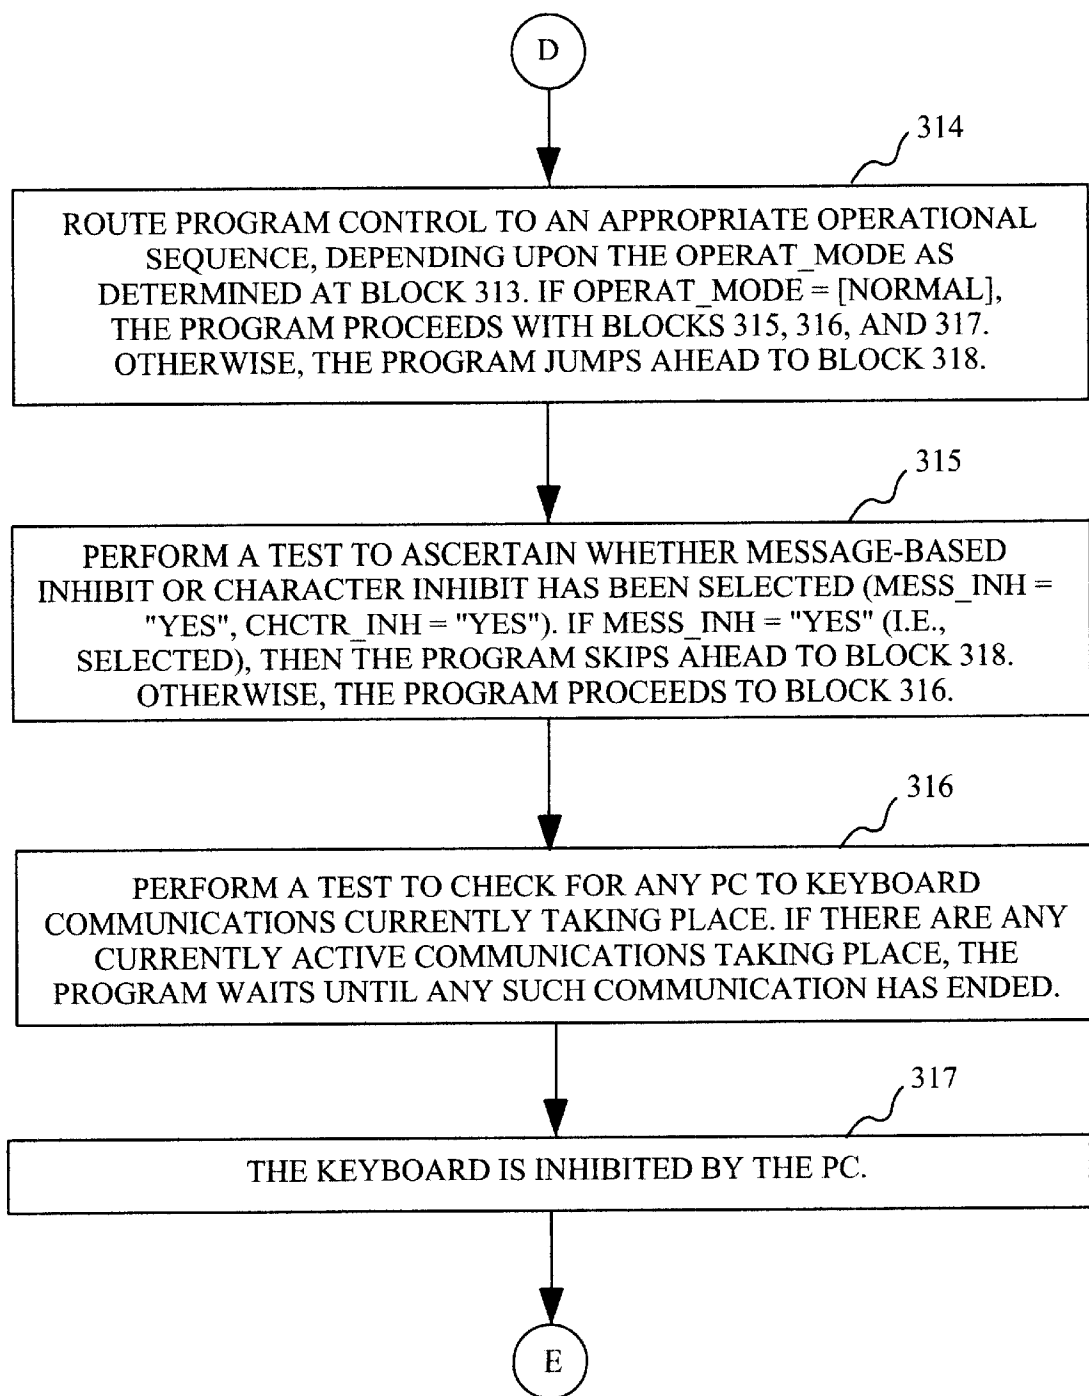 D
314
ROUTE PROGRAM CONTROL TO AN APPROPRIATE OPERATIONAL
SEQUENCE, DEPENDING UPON THE OPERAT_MODE AS
DETERMINED AT BLOCK 313. IF OPERAT_MODE = [NORMAL],
THE PROGRAM PROCEEDS WITH BLOCKS 315, 316, AND 317.
OTHERWISE, THE PROGRAM JUMPS AHEAD TO BLOCK 318.
315
PERFORM A TEST TO ASCERTAIN WHETHER MESSAGE-BASED
INHIBIT OR CHARACTER INHIBIT HAS BEEN SELECTED (MESS_INH =
"YES", CHCTR_INH = "YES"). IF MESS_INH = "YES" (I.E.,
SELECTED), THEN THE PROGRAM SKIPS AHEAD TO BLOCK 318.
OTHERWISE, THE PROGRAM PROCEEDS TO BLOCK 316.
316
PERFORM A TEST TO CHECK FOR ANY PC TO KEYBOARD
COMMUNICATIONS CURRENTLY TAKING PLACE. IF THERE ARE ANY
CURRENTLY ACTIVE COMMUNICATIONS TAKING PLACE, THE
PROGRAM WAITS UNTIL ANY SUCH COMMUNICATION HAS ENDED.
317
THE KEYBOARD IS INHIBITED BY THE PC.
E